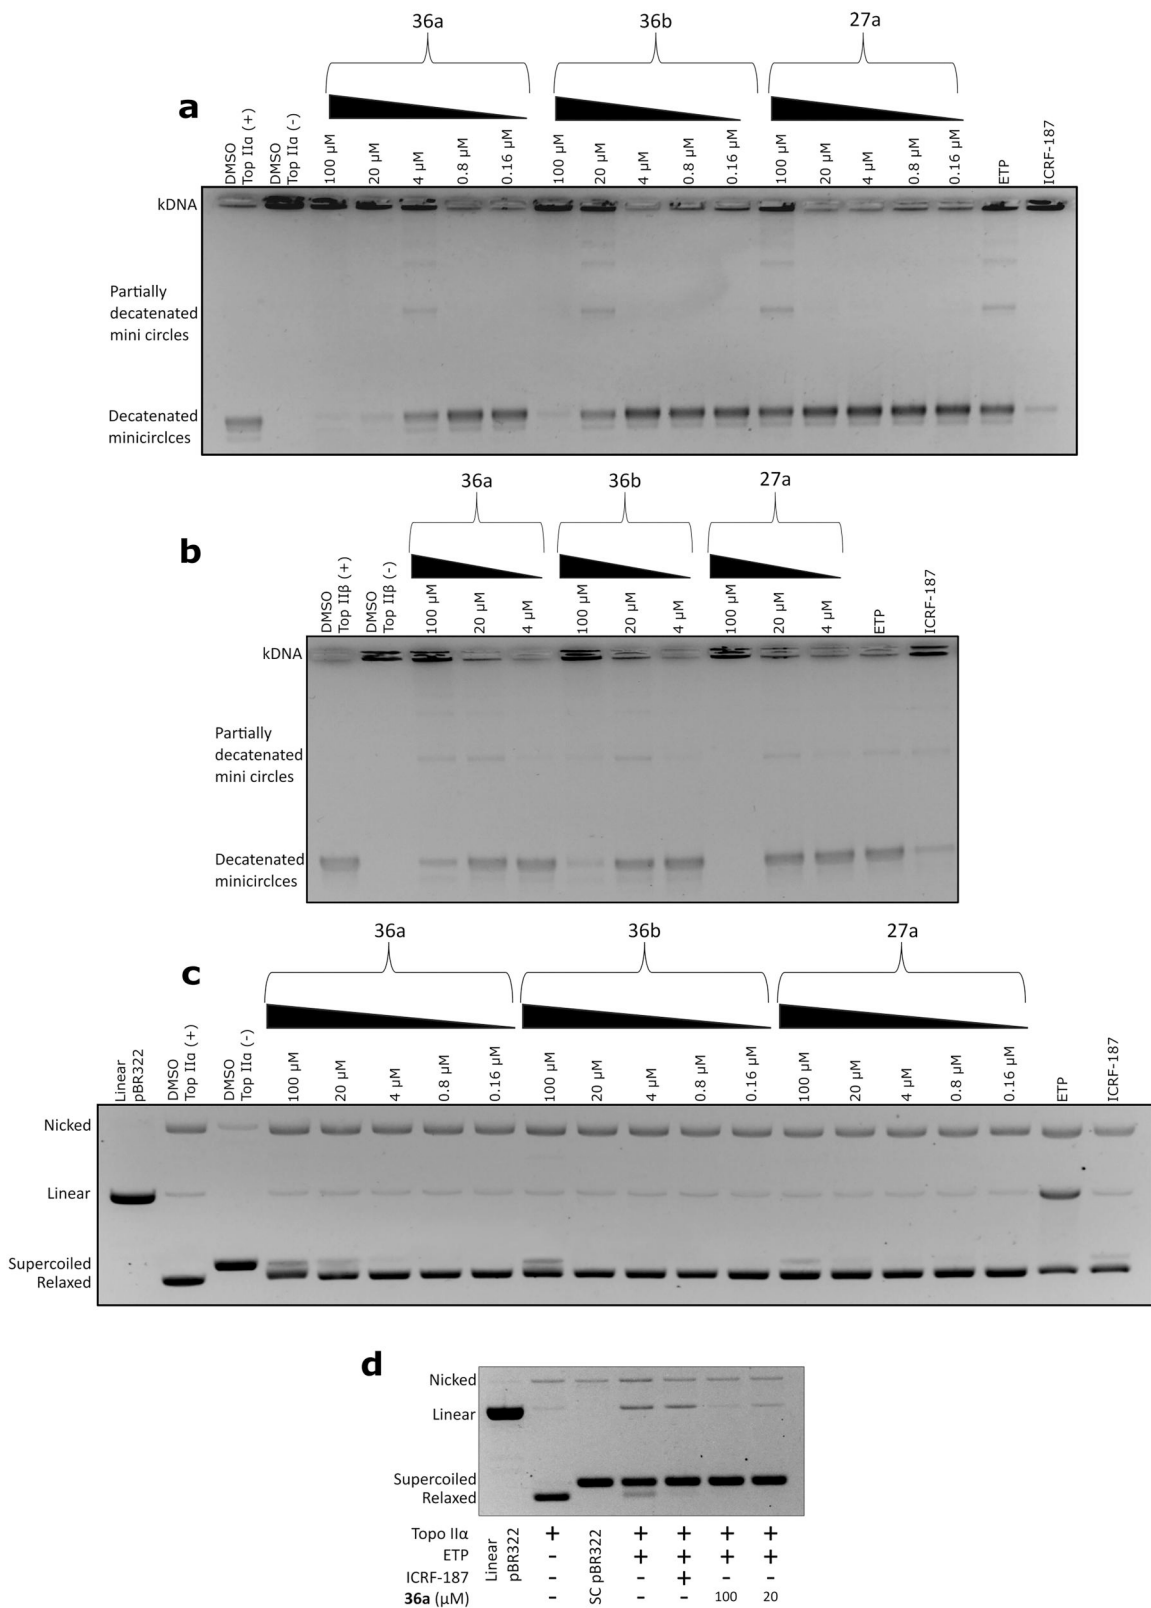 36a 36b 27a
a
DMSO Top IIα (+)
DMSO Top IIα (-)
100 µM
20 µM
4 µM
0.8 µM
0.16 µM
100 µM
20 µM
4 µM
0.8 µM
0.16 µM
100 µM
20 µM
4 µM
0.8 µM
0.16 µM
ETP
ICRF-187
kDNA
Partially
decatenated
mini circles
Decatenated
minicirclces
36a 36b 27a
b
DMSO Top IIβ (+)
DMSO Top IIβ (-)
100 µM
20 µM
4 µM
100 µM
20 µM
4 µM
100 µM
20 µM
4 µM
ETP
ICRF-187
kDNA
Partially
decatenated
mini circles
Decatenated
minicirclces
36a 36b 27a
c
Linear pBR322
DMSO Top IIα (+)
DMSO Top IIα (-)
100 µM
20 µM
4 µM
0.8 µM
0.16 µM
100 µM
20 µM
4 µM
0.8 µM
0.16 µM
100 µM
20 µM
4 µM
0.8 µM
0.16 µM
ETP
ICRF-187
Nicked
Linear
Supercoiled
Relaxed
d
Nicked
Linear
Supercoiled
Relaxed
Linear pBR322
SC pBR322
Topo IIα + + + + +
ETP - + + + +
ICRF-187 - - + - -
36a (µM) - - - 100 20